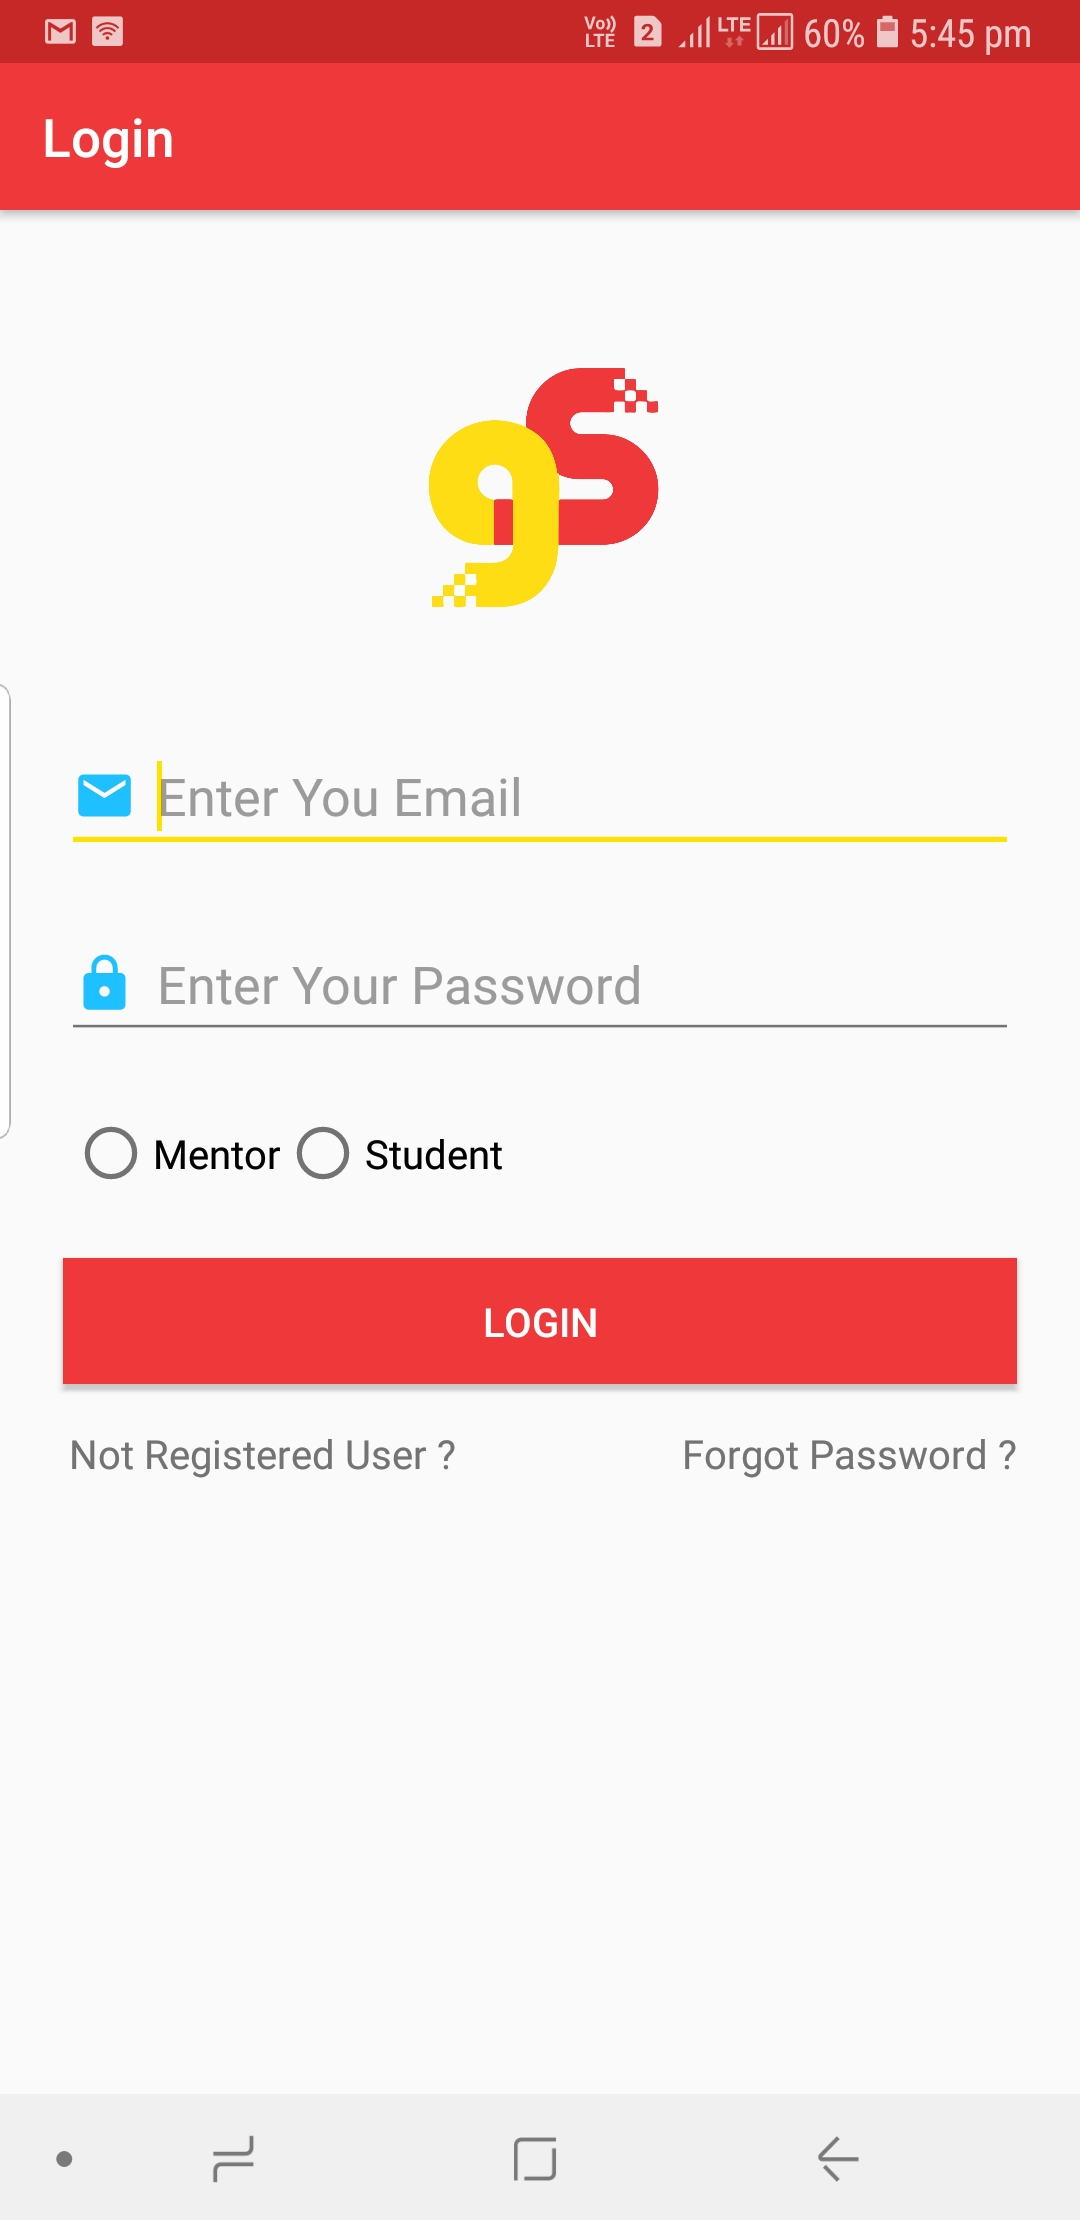 Vo)) LTE 2 LTE 60% 5:45 pm
Login
gs
Enter You Email
Enter Your Password
Mentor Student
LOGIN
Not Registered User ? Forgot Password ?